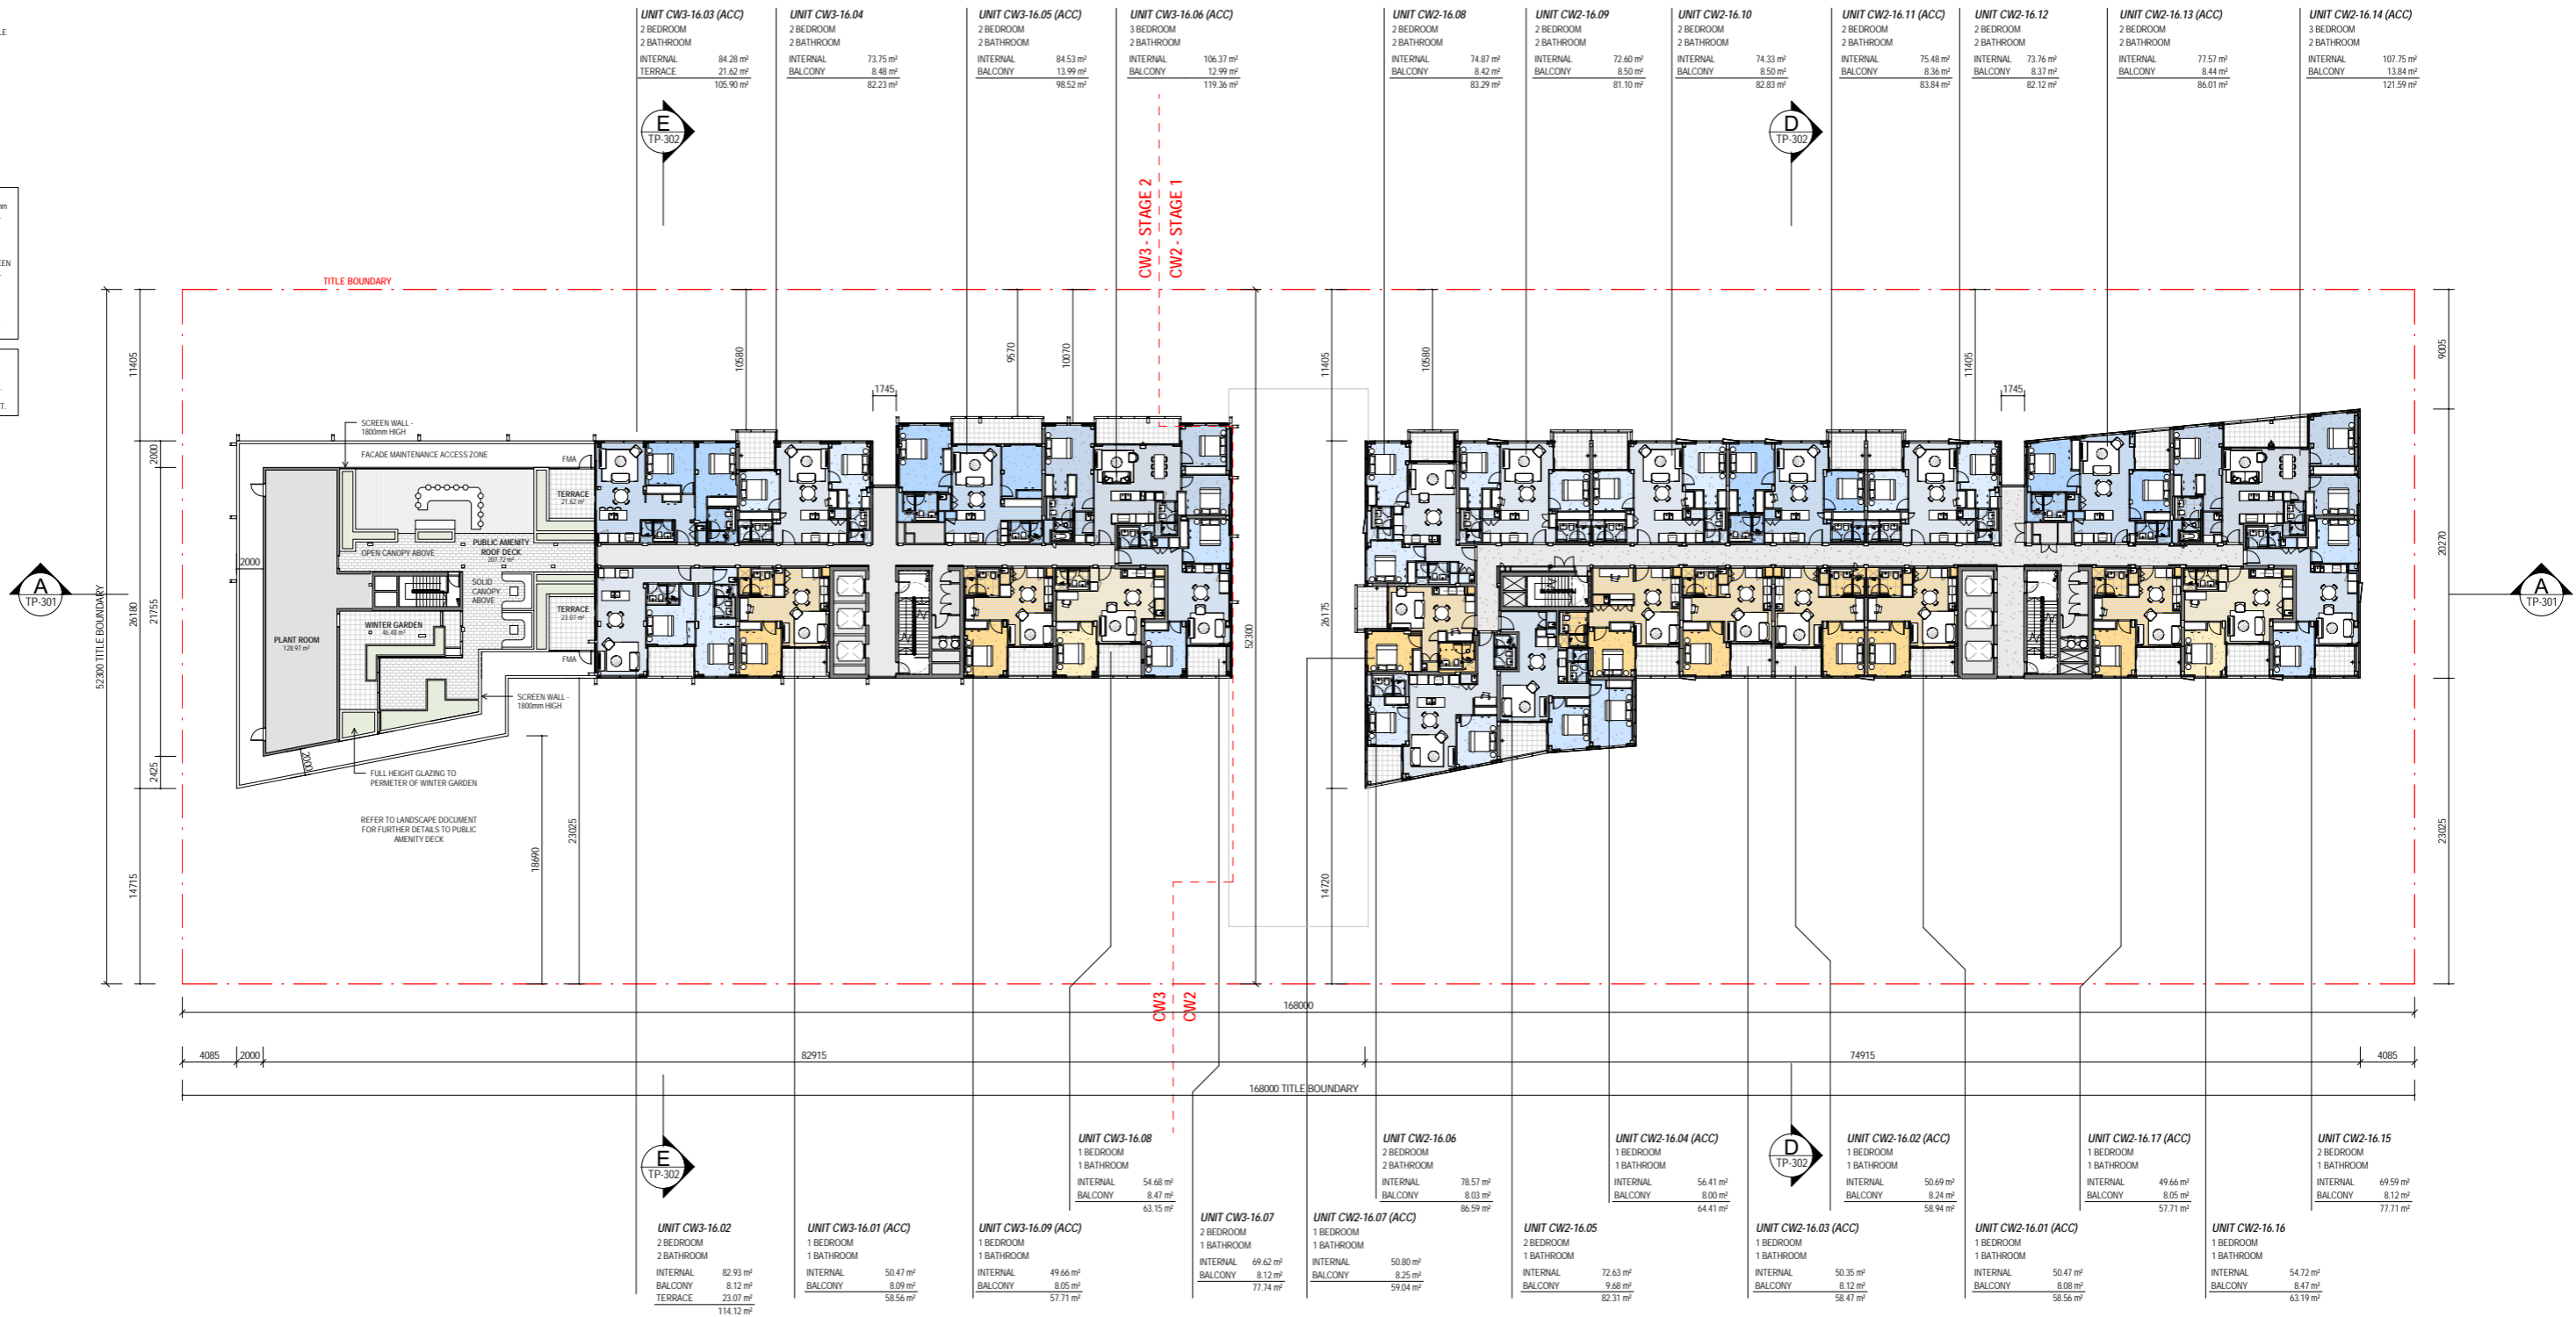 UNIT CW3-16.03 (ACC)
2 BEDROOM
2 BATHROOM
INTERNAL 84.28 m²
TERRACE 21.62 m²
105.90 m²
UNIT CW3-16.04
2 BEDROOM
2 BATHROOM
INTERNAL 73.75 m²
BALCONY 8.48 m²
82.23 m²
UNIT CW3-16.05 (ACC)
2 BEDROOM
2 BATHROOM
INTERNAL 84.53 m²
BALCONY 13.99 m²
98.52 m²
UNIT CW3-16.06 (ACC)
3 BEDROOM
2 BATHROOM
INTERNAL 106.37 m²
BALCONY 12.99 m²
119.36 m²
UNIT CW2-16.08
2 BEDROOM
2 BATHROOM
INTERNAL 74.87 m²
BALCONY 8.42 m²
83.29 m²
UNIT CW2-16.09
2 BEDROOM
2 BATHROOM
INTERNAL 72.60 m²
BALCONY 8.50 m²
81.10 m²
UNIT CW2-16.10
2 BEDROOM
2 BATHROOM
INTERNAL 74.33 m²
BALCONY 8.50 m²
82.83 m²
UNIT CW2-16.11 (ACC)
2 BEDROOM
2 BATHROOM
INTERNAL 75.48 m²
BALCONY 8.36 m²
83.84 m²
UNIT CW2-16.12
2 BEDROOM
2 BATHROOM
INTERNAL 73.76 m²
BALCONY 8.37 m²
82.12 m²
UNIT CW2-16.13 (ACC)
2 BEDROOM
2 BATHROOM
INTERNAL 77.57 m²
BALCONY 8.44 m²
86.01 m²
UNIT CW2-16.14 (ACC)
3 BEDROOM
2 BATHROOM
INTERNAL 107.75 m²
BALCONY 13.84 m²
121.59 m²
E
TP-302
D
TP-302
CW3 - STAGE 2
CW2 - STAGE 1
TITLE BOUNDARY
11405
10580
9570
10070
11405
10580
11405
9005
1745
1745
SCREEN WALL -
1800mm HIGH
FACADE MAINTENANCE ACCESS ZONE
FMA
2000
TERRACE
21.62 m²
PUBLIC AMENITY
ROOF DECK
207.72 m²
OPEN CANOPY ABOVE
2000
SOLID
CANOPY
ABOVE
TERRACE
23.07 m²
WINTER GARDEN
46.48 m²
PLANT ROOM
128.97 m²
FMA
SCREEN WALL -
1800mm HIGH
2000
FULL HEIGHT GLAZING TO
PERIMETER OF WINTER GARDEN
REFER TO LANDSCAPE DOCUMENT
FOR FURTHER DETAILS TO PUBLIC
AMENITY DECK
A
TP-301
A
TP-301
52300 TITLE BOUNDARY
26180
21755
2425
14715
18690
23025
52300
26175
14720
20270
23025
CW3
CW2
168000
4085
2000
82915
74915
4085
168000 TITLE BOUNDARY
E
TP-302
D
TP-302
UNIT CW3-16.08
1 BEDROOM
1 BATHROOM
INTERNAL 54.68 m²
BALCONY 8.47 m²
63.15 m²
UNIT CW2-16.06
2 BEDROOM
2 BATHROOM
INTERNAL 78.57 m²
BALCONY 8.03 m²
86.59 m²
UNIT CW2-16.04 (ACC)
1 BEDROOM
1 BATHROOM
INTERNAL 56.41 m²
BALCONY 8.00 m²
64.41 m²
UNIT CW2-16.02 (ACC)
1 BEDROOM
1 BATHROOM
INTERNAL 50.69 m²
BALCONY 8.24 m²
58.94 m²
UNIT CW2-16.17 (ACC)
1 BEDROOM
1 BATHROOM
INTERNAL 49.66 m²
BALCONY 8.05 m²
57.71 m²
UNIT CW2-16.15
2 BEDROOM
1 BATHROOM
INTERNAL 69.59 m²
BALCONY 8.12 m²
77.71 m²
UNIT CW3-16.02
2 BEDROOM
2 BATHROOM
INTERNAL 82.93 m²
BALCONY 8.12 m²
TERRACE 23.07 m²
114.12 m²
UNIT CW3-16.01 (ACC)
1 BEDROOM
1 BATHROOM
INTERNAL 50.47 m²
BALCONY 8.09 m²
58.56 m²
UNIT CW3-16.09 (ACC)
1 BEDROOM
1 BATHROOM
INTERNAL 49.66 m²
BALCONY 8.05 m²
57.71 m²
UNIT CW3-16.07
2 BEDROOM
1 BATHROOM
INTERNAL 69.62 m²
BALCONY 8.12 m²
77.74 m²
UNIT CW2-16.07 (ACC)
1 BEDROOM
1 BATHROOM
INTERNAL 50.80 m²
BALCONY 8.25 m²
59.04 m²
UNIT CW2-16.05
2 BEDROOM
1 BATHROOM
INTERNAL 72.63 m²
BALCONY 9.68 m²
82.31 m²
UNIT CW2-16.03 (ACC)
1 BEDROOM
1 BATHROOM
INTERNAL 50.35 m²
BALCONY 8.12 m²
58.47 m²
UNIT CW2-16.01 (ACC)
1 BEDROOM
1 BATHROOM
INTERNAL 50.47 m²
BALCONY 8.08 m²
58.56 m²
UNIT CW2-16.16
1 BEDROOM
1 BATHROOM
INTERNAL 54.72 m²
BALCONY 8.47 m²
63.19 m²